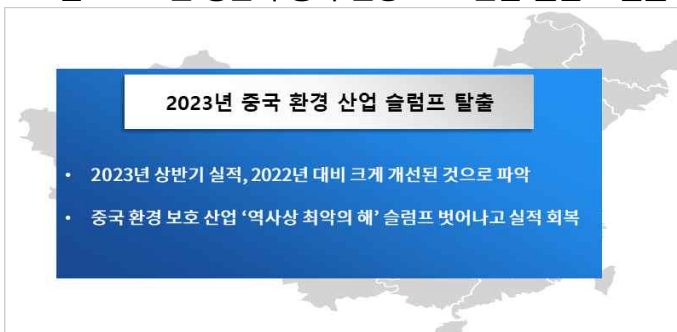 2023년 중국 환경 산업 슬럼프 탈출
• 2023년 상반기 실적, 2022년 대비 크게 개선된 것으로 파악
• 중국 환경 보호 산업 ‘역사상 최악의 해’ 슬럼프 벗어나고 실적 회복